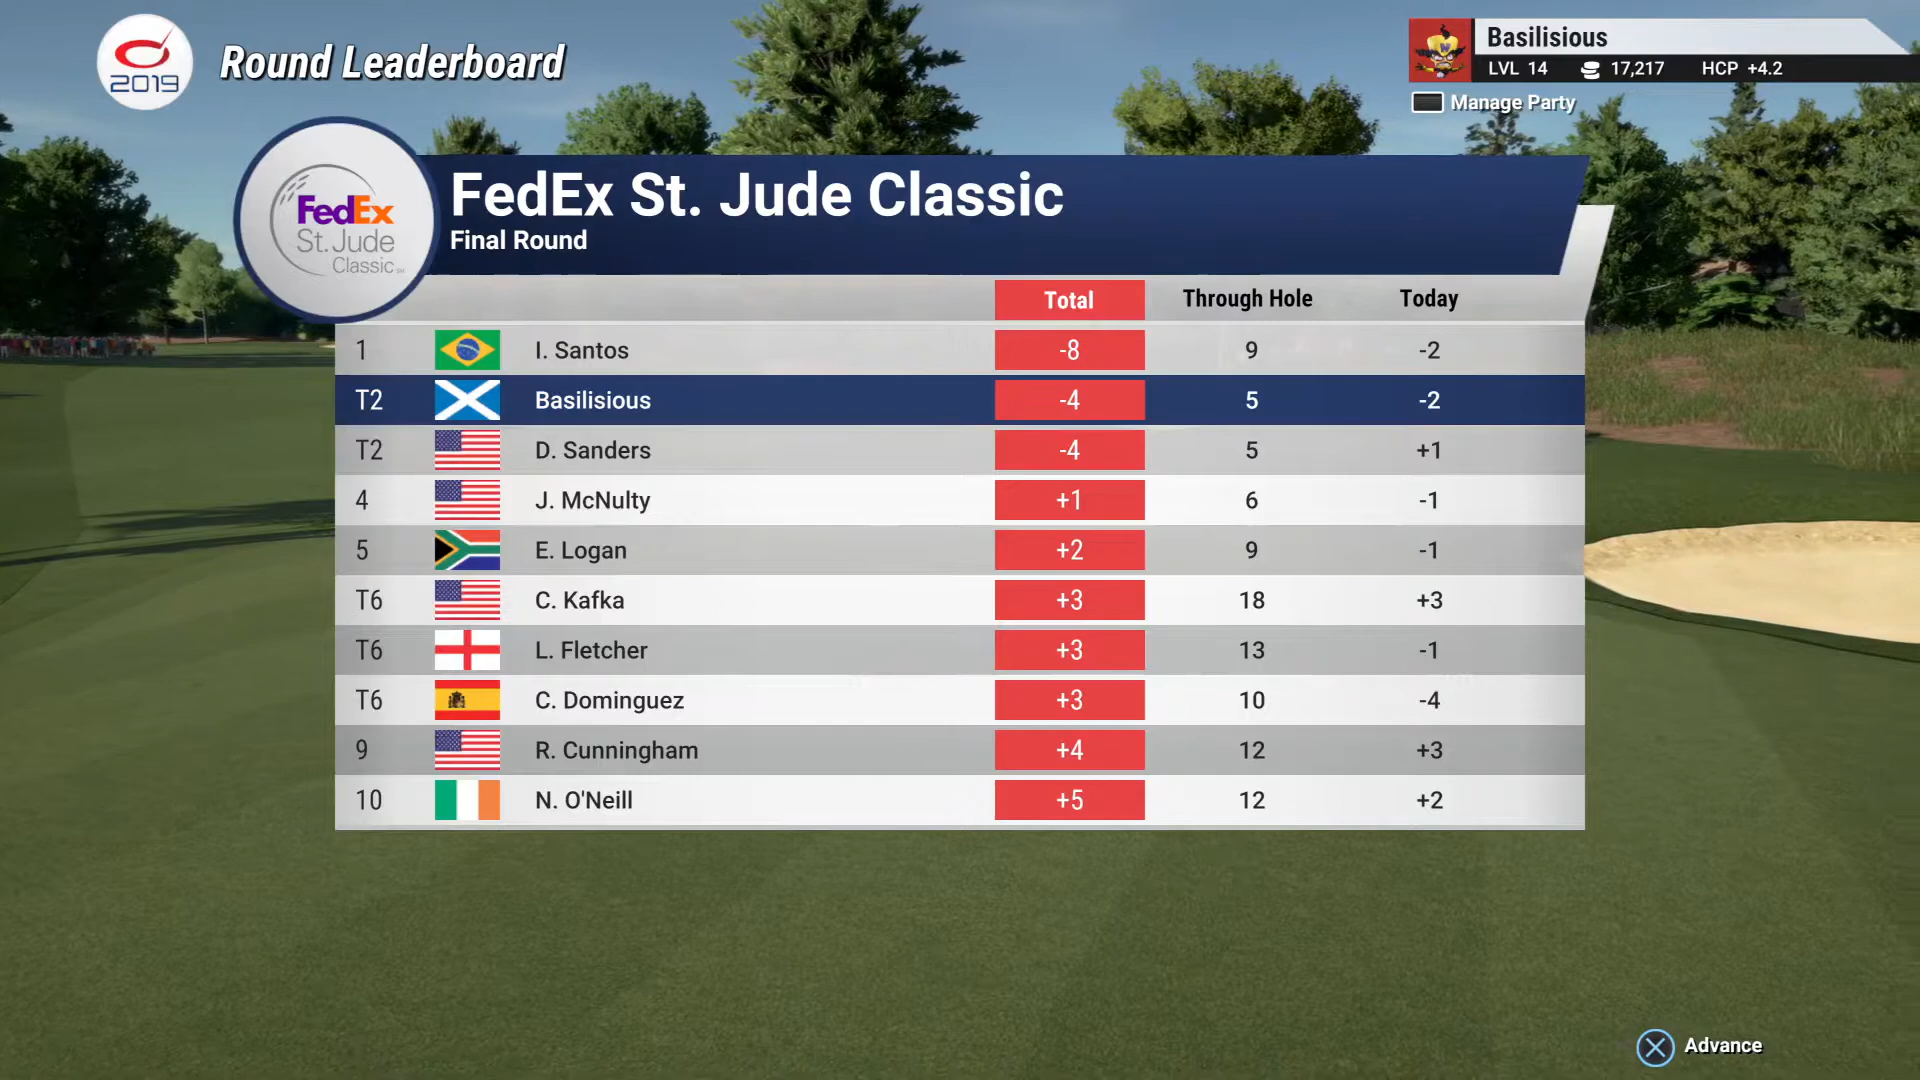 2019
Round Leaderboard
Basilisious
LVL 14 17,217 HCP +4.2
Manage Party
FedEx
St. Jude
Classic
FedEx St. Jude Classic
Final Round
Total Through Hole Today
1 I. Santos -8 9 -2
T2 Basilisious -4 5 -2
T2 D. Sanders -4 5 +1
4 J. McNulty +1 6 -1
5 E. Logan +2 9 -1
T6 C. Kafka +3 18 +3
T6 L. Fletcher +3 13 -1
T6 C. Dominguez +3 10 -4
9 R. Cunningham +4 12 +3
10 N. O'Neill +5 12 +2
Advance